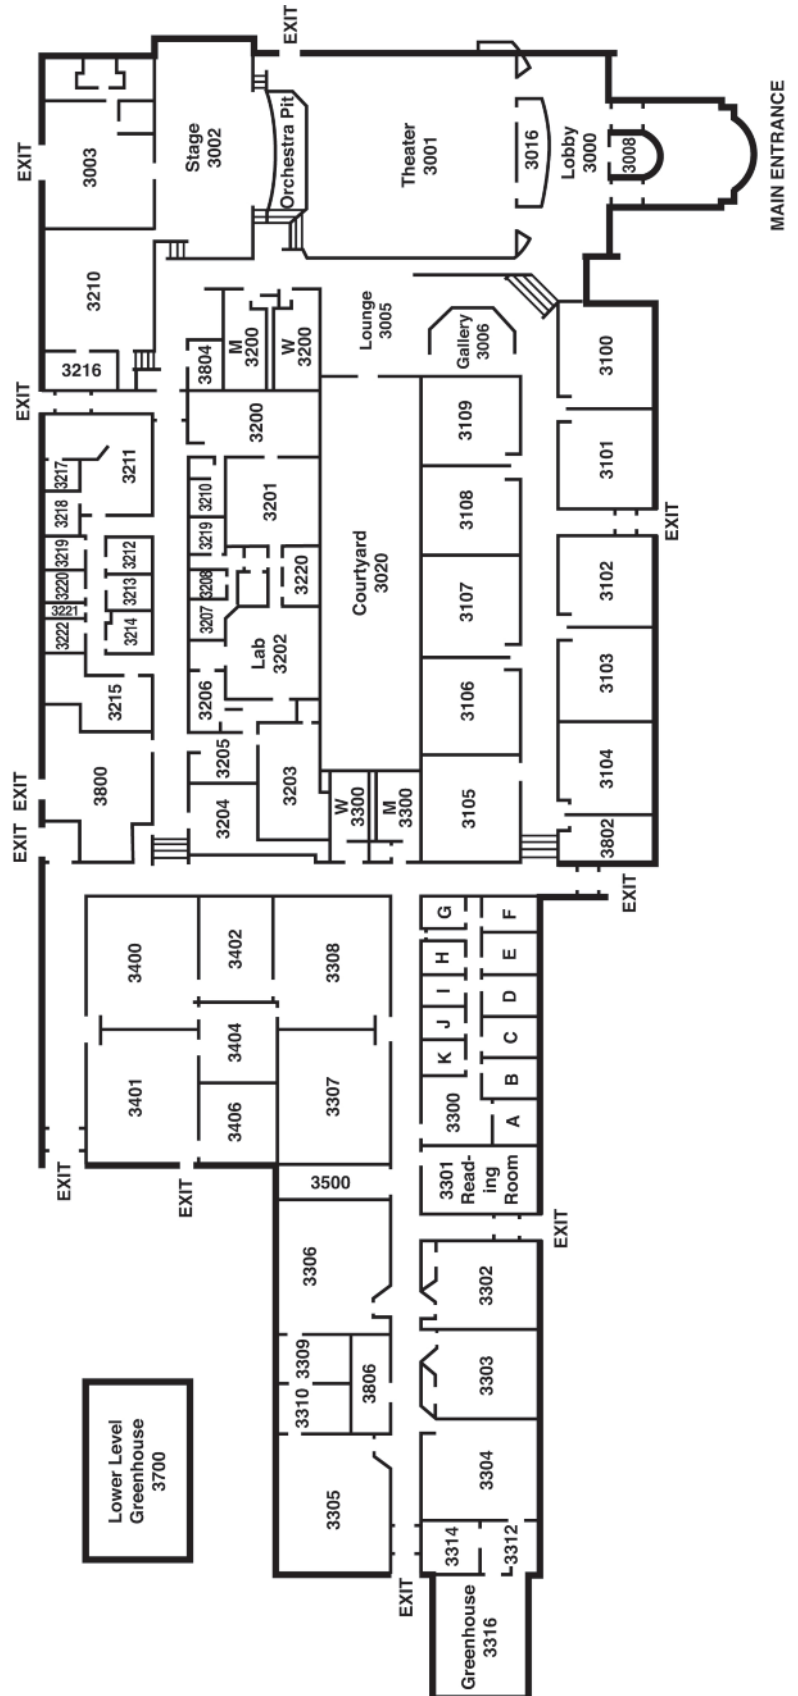 EXIT
EXIT
3003
Stage
3002
Orchestra Pit
Theater
3001
3016
Lobby
3000
3008
MAIN ENTRANCE
3210
3216
EXIT
3804
M
3200
W
3200
Lounge
3005
Gallery
3006
3100
3200
3109
3101
3211
3217
3218
3219
3220
3221
3222
3212
3213
3214
3215
3210
3219
3208
3207
3206
3201
3220
Lab
3202
Courtyard
3020
3108
3107
3106
EXIT
3102
3103
3104
3802
EXIT
EXIT
3800
3205
3204
3203
W
3300
M
3300
3105
EXIT
3400
3402
3308
3401
3404
3406
3307
G
H
I
J
K
F
E
D
C
B
A
3300
3301
Read-
ing
Room
EXIT
EXIT
3500
EXIT
3306
3302
3309
3310
3806
3303
Lower Level
Greenhouse
3700
3305
3304
3314
3312
EXIT
Greenhouse
3316